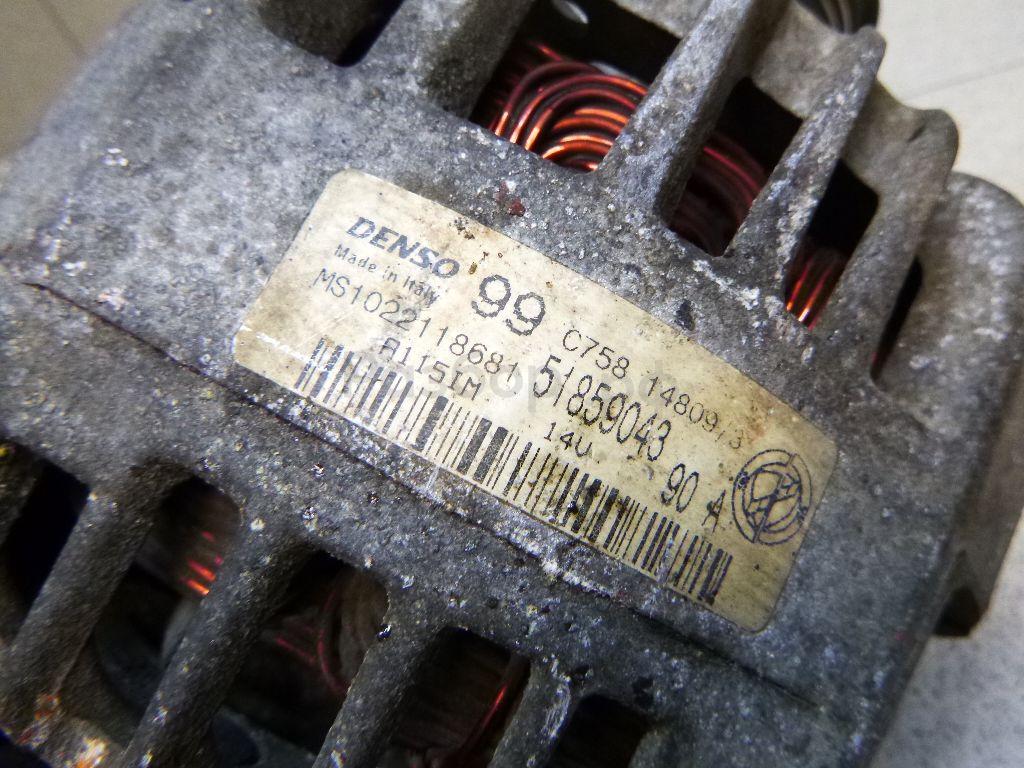 DENSO
Made in Italy
99
C758 14809/3
MS1022118681 51859043
A115IM
14V 90 A